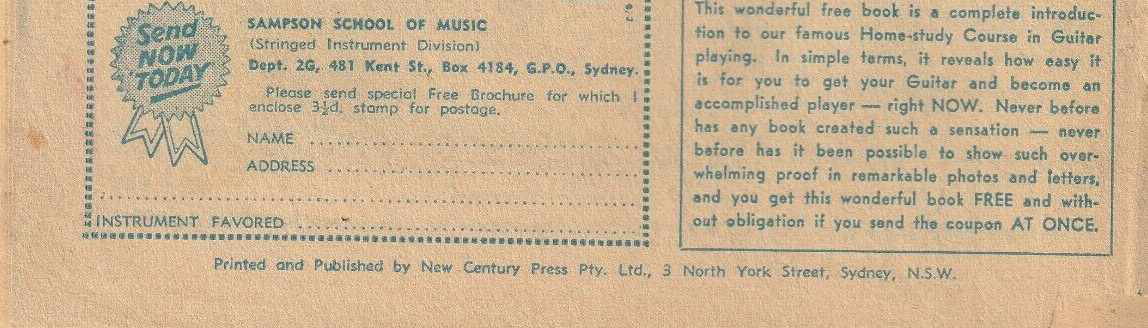 Send
NOW
TODAY
SAMPSON SCHOOL OF MUSIC
(Stringed Instrument Division)
Dept. 2G, 481 Kent St., Box 4184, G.P.O., Sydney.
Please send special Free Brochure for which I
enclose 3½d. stamp for postage.
NAME
ADDRESS
INSTRUMENT FAVORED
This wonderful free book is a complete introduc-
tion to our famous Home-study Course in Guitar
playing. In simple terms, it reveals how easy it
is for you to get your Guitar and become an
accomplished player — right NOW. Never before
has any book created such a sensation — never
before has it been possible to show such over-
whelming proof in remarkable photos and letters,
and you get this wonderful book FREE and with-
out obligation if you send the coupon AT ONCE.
Printed and Published by New Century Press Pty. Ltd., 3 North York Street, Sydney, N.S.W.